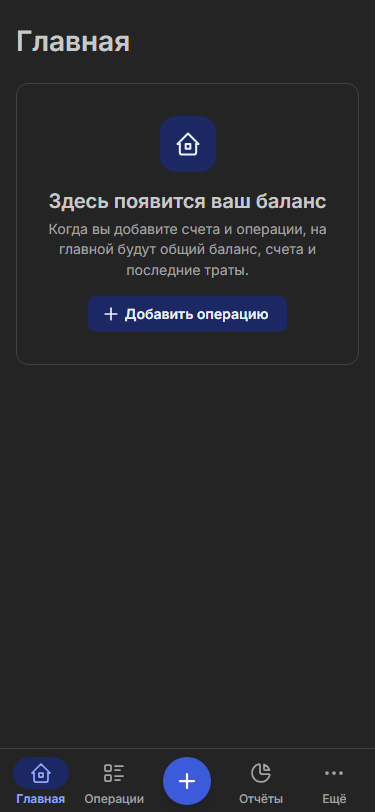 Главная
Здесь появится ваш баланс
Когда вы добавите счета и операции, на
главной будут общий баланс, счета и
последние траты.
Добавить операцию
Главная
Операции
Отчёты
Ещё